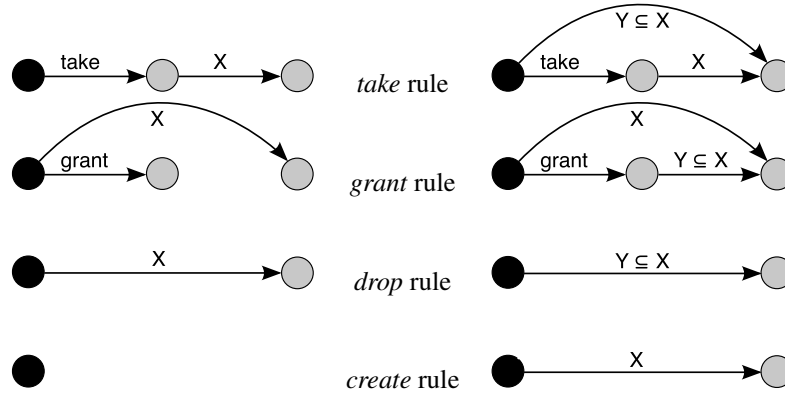 Y ⊆ X
take X take rule take X
X X
grant grant rule grant Y ⊆ X
X drop rule Y ⊆ X
create rule X